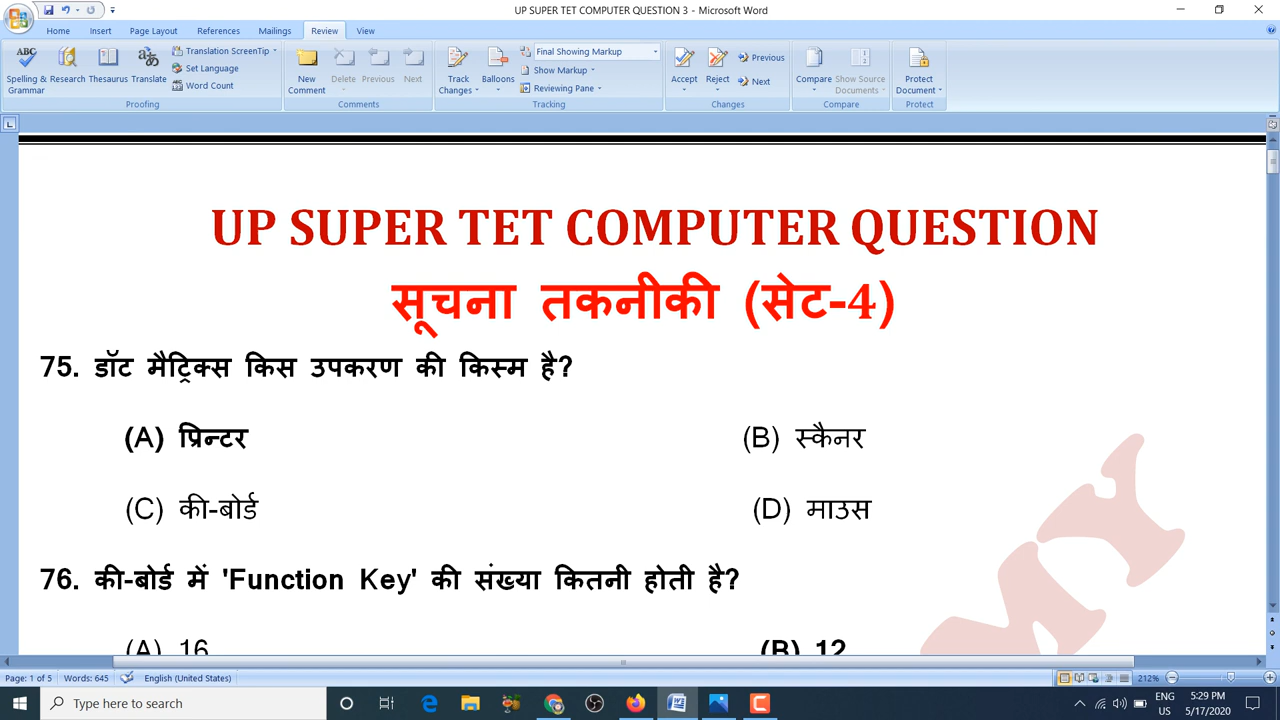 UP SUPER TET COMPUTER QUESTION 3 - Microsoft Word
Home Insert Page Layout References Mailings Review View
ABC Spelling & Grammar Research Thesaurus Translate Translation ScreenTip Set Language Word Count
New Comment Delete Previous Next
Track Changes Balloons Final Showing Markup Show Markup Reviewing Pane
Accept Reject Previous Next
Compare Show Source Documents Protect Document
Proofing Comments Tracking Changes Compare Protect
UP SUPER TET COMPUTER QUESTION
सूचना तकनीकी (सेट-4)
75. डॉट मैट्रिक्स किस उपकरण की किस्म है?
(A) प्रिन्टर (B) स्कैनर
(C) की-बोर्ड (D) माउस
76. की-बोर्ड में 'Function Key' की संख्या कितनी होती है?
(A) 16 (B) 12
MY
Page: 1 of 5 Words: 645 English (United States) 212%
Type here to search
ENG 5:29 PM
US 5/17/2020